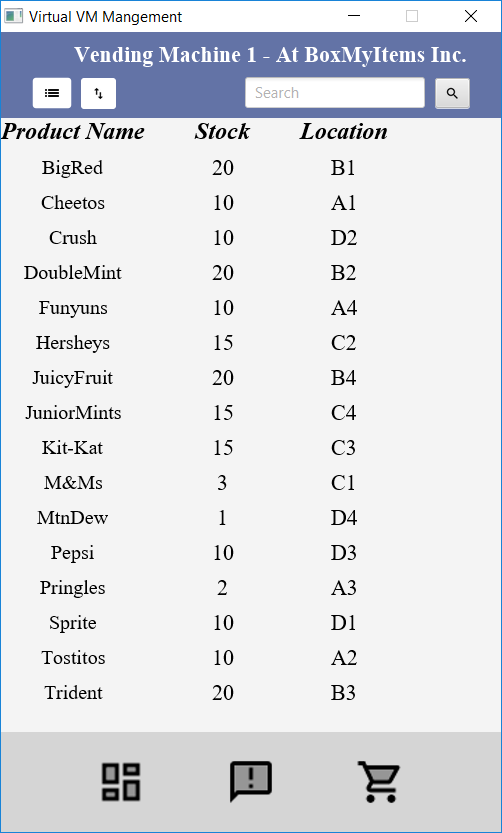 Virtual VM Mangement
Vending Machine 1 - At BoxMyItems Inc.
Search
Product Name Stock Location
BigRed 20 B1
Cheetos 10 A1
Crush 10 D2
DoubleMint 20 B2
Funyuns 10 A4
Hersheys 15 C2
JuicyFruit 20 B4
JuniorMints 15 C4
Kit-Kat 15 C3
M&Ms 3 C1
MtnDew 1 D4
Pepsi 10 D3
Pringles 2 A3
Sprite 10 D1
Tostitos 10 A2
Trident 20 B3